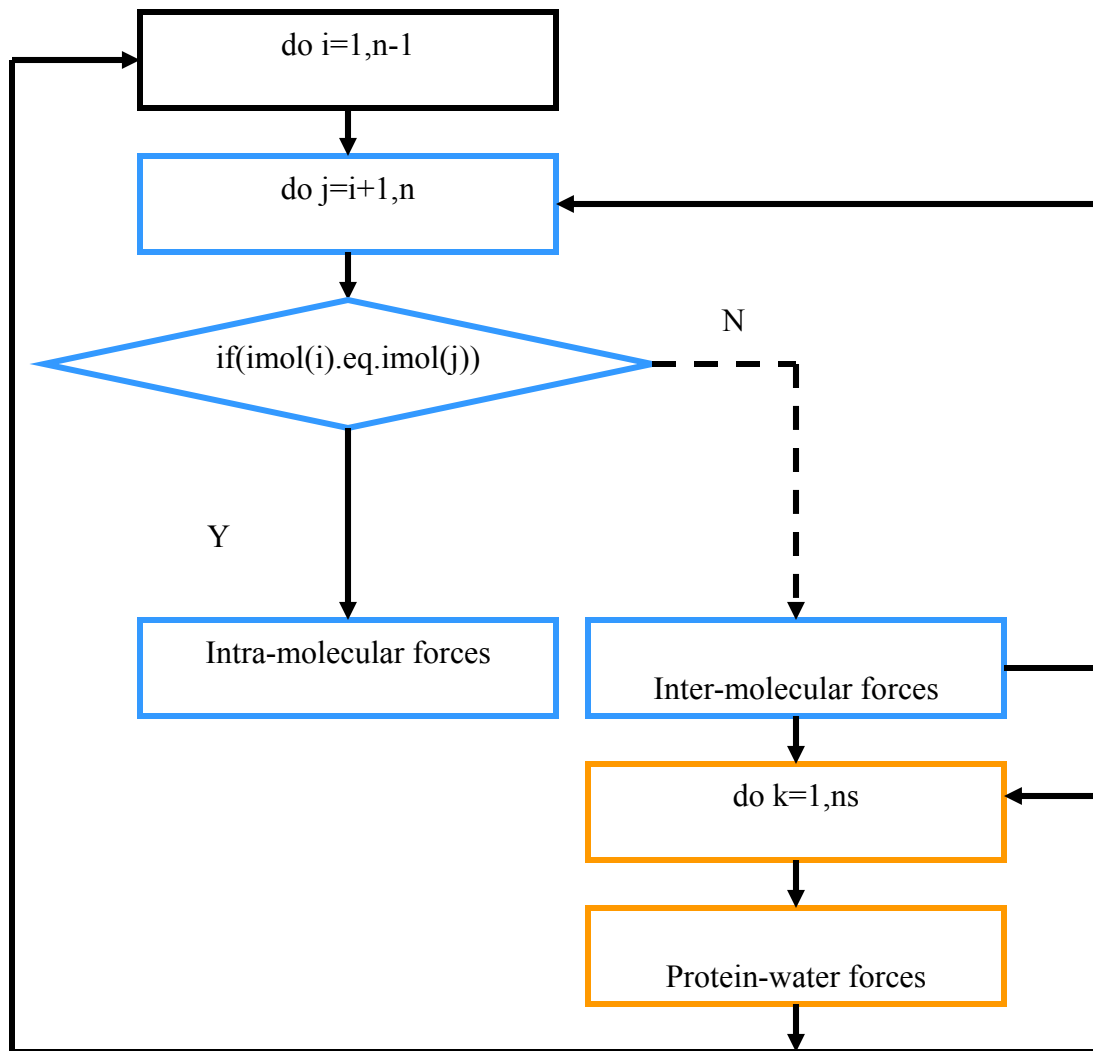 do i=1,n-1
do j=i+1,n
N
if(imol(i).eq.imol(j))
Y
Intra-molecular forces
Inter-molecular forces
do k=1,ns
Protein-water forces